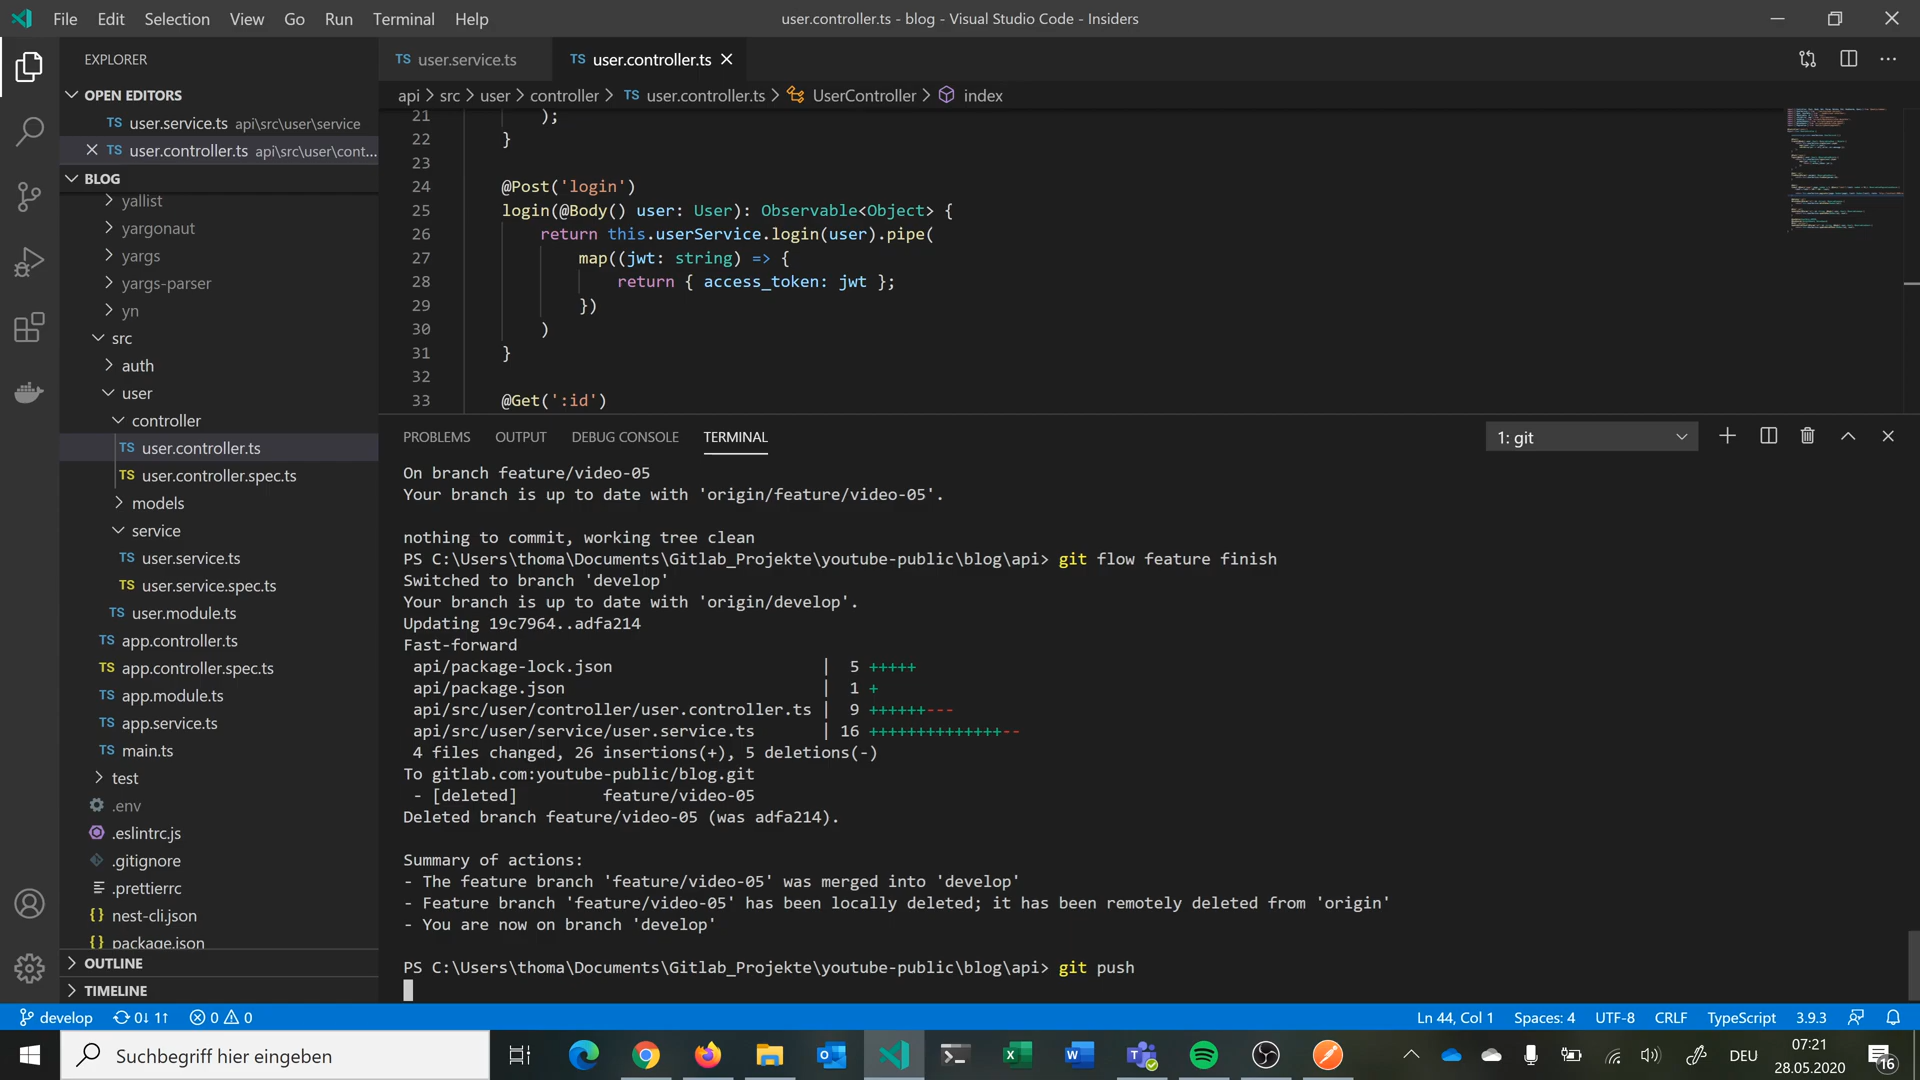 File Edit Selection View Go Run Terminal Help
user.controller.ts - blog - Visual Studio Code - Insiders
EXPLORER
OPEN EDITORS
TS user.service.ts api\src\user\service
TS user.controller.ts api\src\user\cont...
BLOG
yallist
yargonaut
yargs
yargs-parser
yn
src
auth
user
controller
TS user.controller.ts
TS user.controller.spec.ts
models
service
TS user.service.ts
TS user.service.spec.ts
TS user.module.ts
TS app.controller.ts
TS app.controller.spec.ts
TS app.module.ts
TS app.service.ts
TS main.ts
test
.env
.eslintrc.js
.gitignore
.prettierrc
{} nest-cli.json
{} package.json
OUTLINE
TIMELINE
TS user.service.ts
TS user.controller.ts
api > src > user > controller > TS user.controller.ts > UserController > index
21 );
22 }
23
24 @Post('login')
25 login(@Body() user: User): Observable<Object> {
26 return this.userService.login(user).pipe(
27 map((jwt: string) => {
28 return { access_token: jwt };
29 })
30 )
31 }
32
33 @Get(':id')
PROBLEMS OUTPUT DEBUG CONSOLE TERMINAL
1: git
On branch feature/video-05
Your branch is up to date with 'origin/feature/video-05'.
nothing to commit, working tree clean
PS C:\Users\thoma\Documents\Gitlab_Projekte\youtube-public\blog\api> git flow feature finish
Switched to branch 'develop'
Your branch is up to date with 'origin/develop'.
Updating 19c7964..adfa214
Fast-forward
api/package-lock.json | 5 +++++
api/package.json | 1 +
api/src/user/controller/user.controller.ts | 9 ++++++---
api/src/user/service/user.service.ts | 16 ++++++++++++++--
4 files changed, 26 insertions(+), 5 deletions(-)
To gitlab.com:youtube-public/blog.git
- [deleted] feature/video-05
Deleted branch feature/video-05 (was adfa214).
Summary of actions:
- The feature branch 'feature/video-05' was merged into 'develop'
- Feature branch 'feature/video-05' has been locally deleted; it has been remotely deleted from 'origin'
- You are now on branch 'develop'
PS C:\Users\thoma\Documents\Gitlab_Projekte\youtube-public\blog\api> git push
develop 0↓ 1↑ 0 0
Ln 44, Col 1 Spaces: 4 UTF-8 CRLF TypeScript 3.9.3
Suchbegriff hier eingeben
DEU
07:21
28.05.2020
16